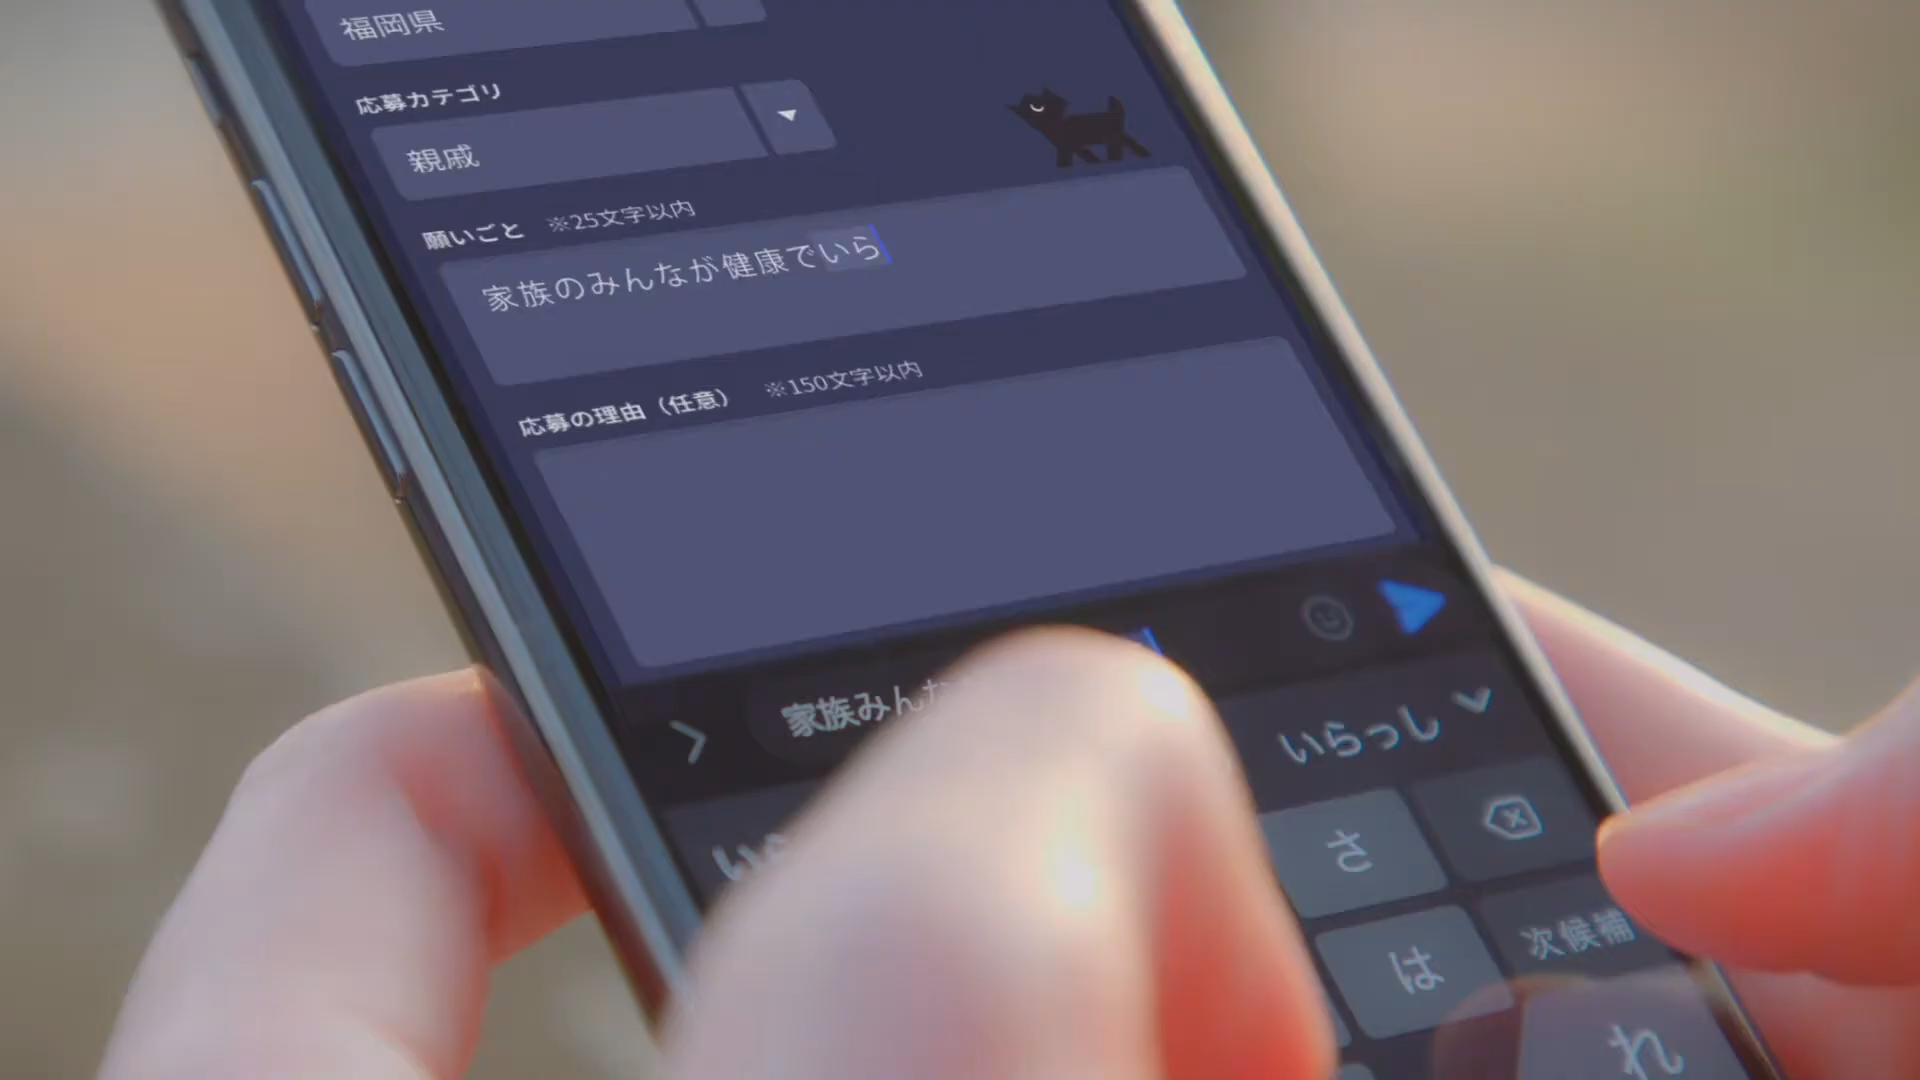 福岡県
応募カテゴリ
親戚
願いごと ※25文字以内
家族のみんなが健康でいら
応募の理由（任意） ※150文字以内
家族みんな
いらっし
いら
さ
は
次候補
れ